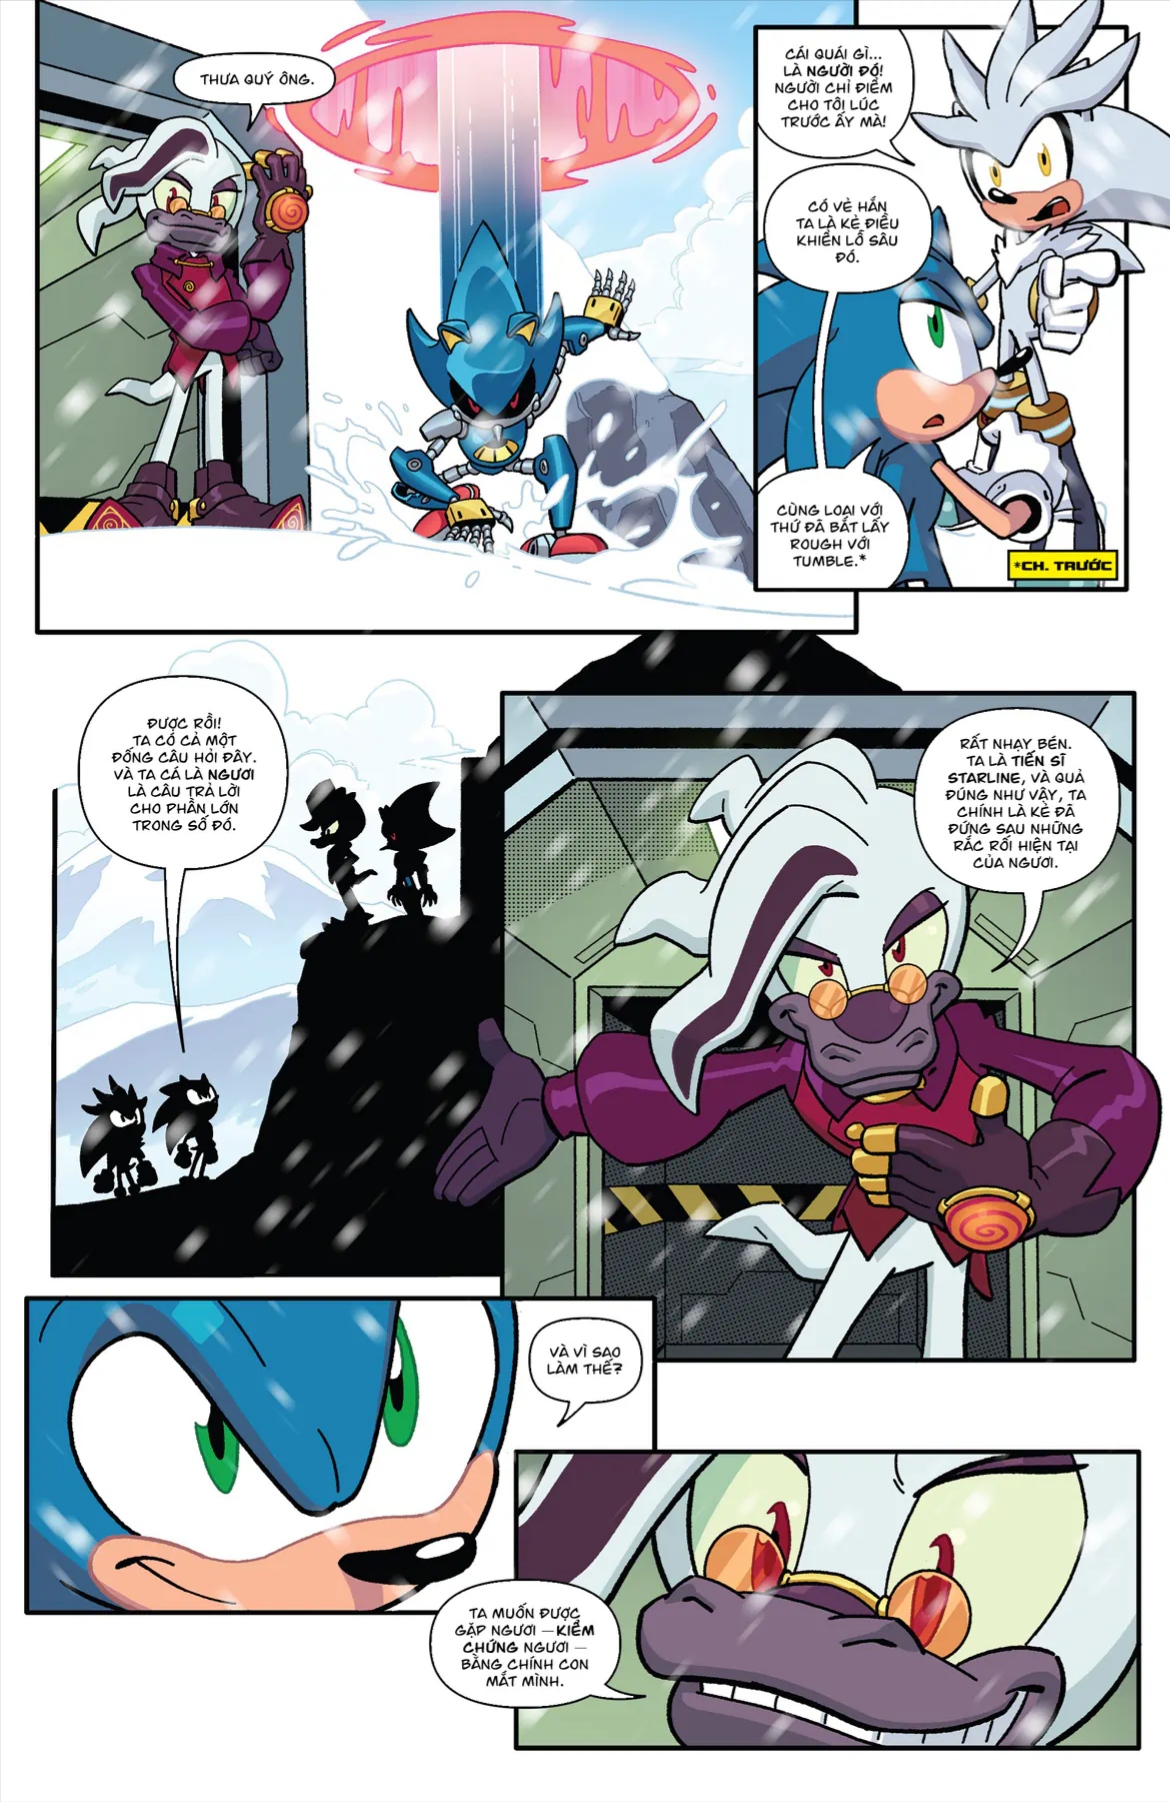 THƯA QUÝ ÔNG.
CÁI QUÁI GÌ...
LÀ NGƯỜI ĐÓ!
NGƯỜI CHỈ ĐIỂM
CHO TÔI LÚC
TRƯỚC ẤY MÀ!
CÓ VẺ HẮN
TA LÀ KẺ ĐIỀU
KHIỂN LỖ SÂU
ĐÓ.
CÙNG LOẠI VỚI
THỨ ĐÃ BẮT LẤY
ROUGH VỚI
TUMBLE.*
*CH. TRƯỚC
ĐƯỢC RỒI!
TA CÓ CẢ MỘT
ĐỐNG CÂU HỎI ĐÂY.
VÀ TA CÁ LÀ NGƯƠI
LÀ CÂU TRẢ LỜI
CHO PHẦN LỚN
TRONG SỐ ĐÓ.
RẤT NHẠY BÉN.
TA LÀ TIẾN SĨ
STARLINE, VÀ QUẢ
ĐÚNG NHƯ VẬY, TA
CHÍNH LÀ KẺ ĐÃ
ĐỨNG SAU NHỮNG
RẮC RỐI HIỆN TẠI
CỦA NGƯƠI.
VÀ VÌ SAO
LÀM THẾ?
TA MUỐN ĐƯỢC
GẶP NGƯƠI —KIỂM
CHỨNG NGƯƠI —
BẰNG CHÍNH CON
MẮT MÌNH.